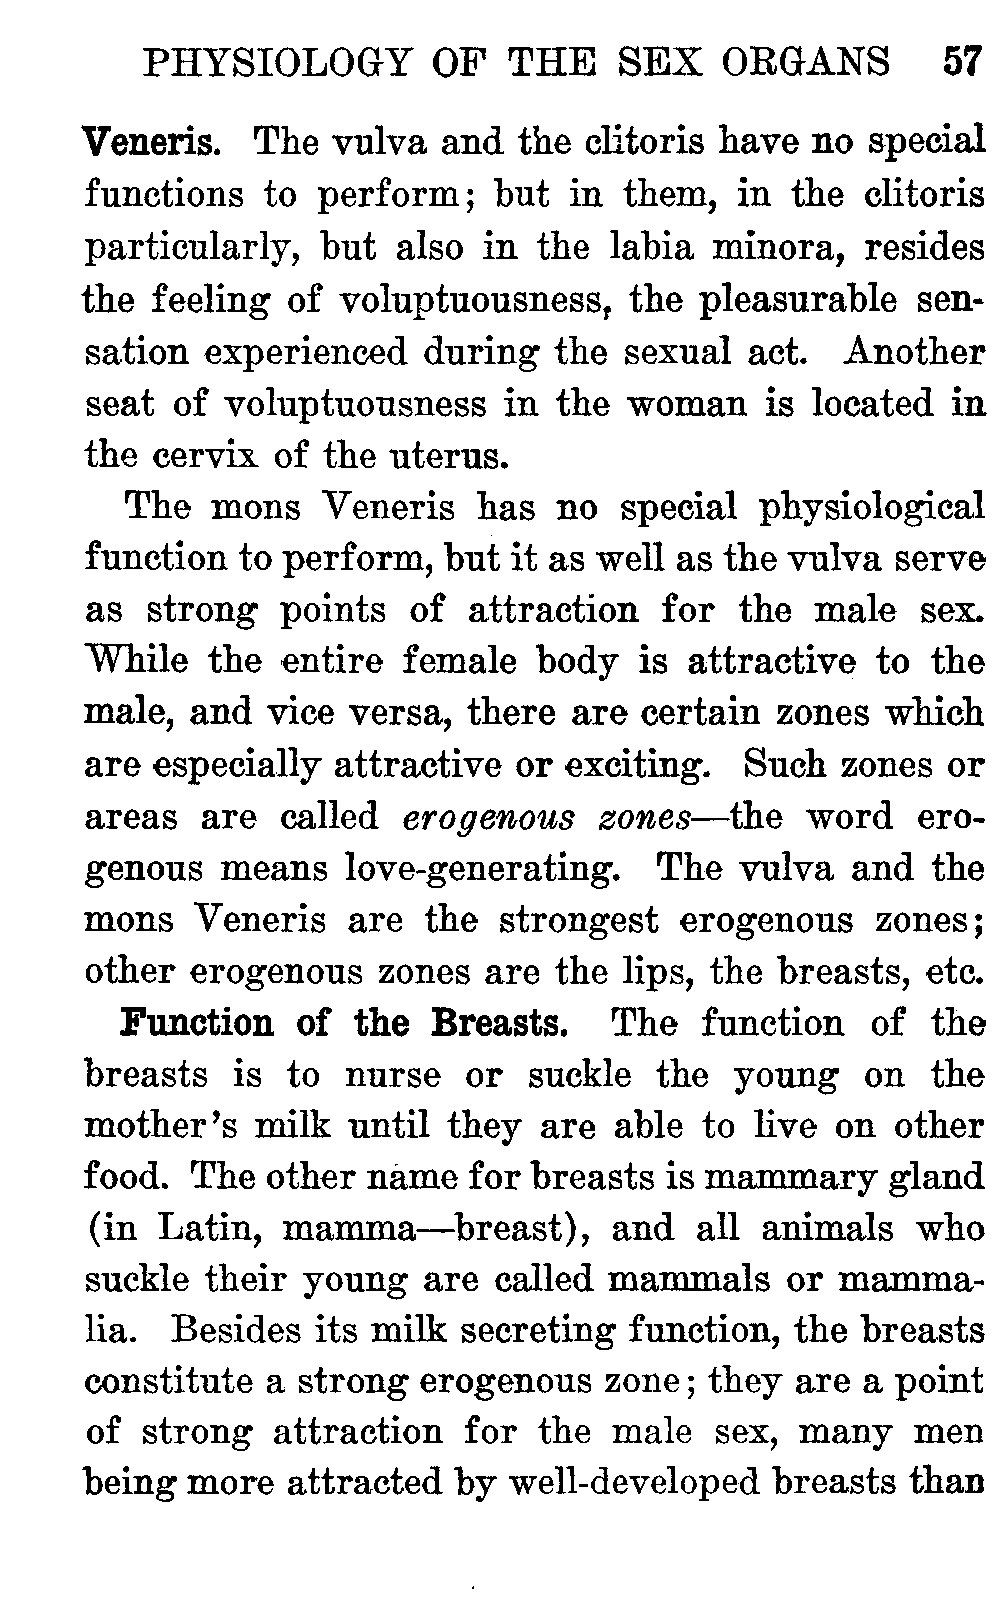 PHYSIOLOGY OF THE SEX ORGANS 57
Veneris. The vulva and the clitoris have no special
functions to perform; but in them, in the clitoris
particularly, but also in the labia minora, resides
the feeling of voluptuousness, the pleasurable sen-
sation experienced during the sexual act. Another
seat of voluptuousness in the woman is located in
the cervix of the uterus.
The mons Veneris has no special physiological
function to perform, but it as well as the vulva serve
as strong points of attraction for the male sex.
While the entire female body is attractive to the
male, and vice versa, there are certain zones which
are especially attractive or exciting. Such zones or
areas are called erogenous zones—the word ero-
genous means love-generating. The vulva and the
mons Veneris are the strongest erogenous zones;
other erogenous zones are the lips, the breasts, etc.
Function of the Breasts. The function of the
breasts is to nurse or suckle the young on the
mother's milk until they are able to live on other
food. The other name for breasts is mammary gland
(in Latin, mamma—breast), and all animals who
suckle their young are called mammals or mamma-
lia. Besides its milk secreting function, the breasts
constitute a strong erogenous zone; they are a point
of strong attraction for the male sex, many men
being more attracted by well-developed breasts than